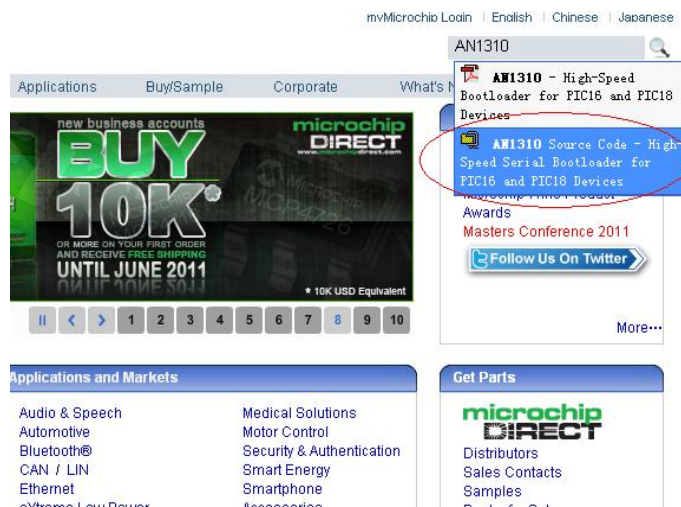 myMicrochip Login | English | Chinese | Japanese
AN1310
Applications Buy/Sample Corporate What's
AN1310 - High-Speed
Bootloader for PIC16 and PIC18
Devices
AN1310 Source Code - High-
Speed Serial Bootloader for
PIC16 and PIC18 Devices
new business accounts
BUY
10K*
OR MORE ON YOUR FIRST ORDER
AND RECEIVE FREE SHIPPING
UNTIL JUNE 2011
microchip
DIRECT
www.microchipdirect.com
* 10K USD Equivalent
1 2 3 4 5 6 7 8 9 10
Awards
Masters Conference 2011
Follow Us On Twitter
More...
Applications and Markets
Audio & Speech
Automotive
Bluetooth®
CAN / LIN
Ethernet
Medical Solutions
Motor Control
Security & Authentication
Smart Energy
Smartphone
Get Parts
microchip
DIRECT
Distributors
Sales Contacts
Samples